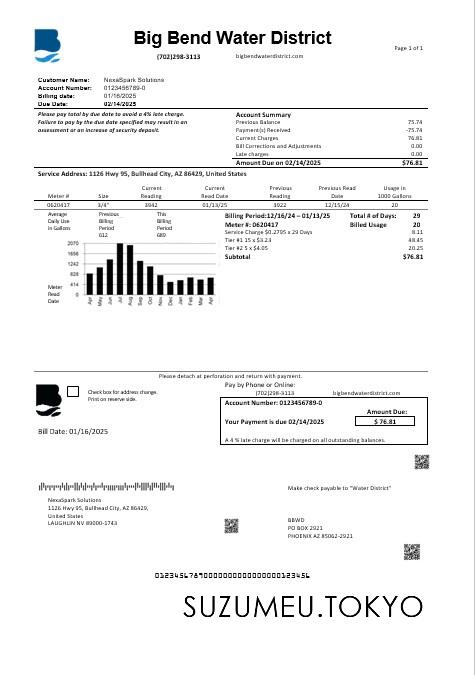 Big Bend Water District
Page 1 of 1
(702)298-3113 bigbendwaterdistrict.com
Customer Name: NexaSpark Solutions
Account Number: 0123456789-0
Billing date: 01/16/2025
Due Date: 02/14/2025
Please pay total by due date to avoid a 4% late charge.
Failure to pay by the due date specified may result in an
assessment or an increase of security deposit.
Account Summary
Previous Balance 75.74
Payment(s) Received -75.74
Current Charges 76.81
Bill Corrections and Adjustments 0.00
Late charges 0.00
Amount Due on 02/14/2025 $76.81
Service Address: 1126 Hwy 95, Bullhead City, AZ 86429, United States
Meter # Size Current Reading Current Read Date Previous Reading Previous Read Date Usage in 1000 Gallons
0620417 3/4" 3942 01/13/25 3922 12/15/24 20
Average Daily Use in Gallons
Previous Billing Period 612
This Billing Period 689
2070
1656
1242
828
414
0
Meter Read Date
Apr May Jun Jul Aug Sep Oct Nov Dec Jan Feb Mar Apr
Billing Period:12/16/24 – 01/13/25 Total # of Days: 29
Meter #: 0620417 Billed Usage 20
Service Charge $0.2795 x 29 Days 8.11
Tier #1 15 x $3.23 48.45
Tier #2 5 x $4.05 20.25
Subtotal $76.81
Please detach at perforation and return with payment.
Check box for address change.
Print on reserve side.
Bill Date: 01/16/2025
Pay by Phone or Online:
(702)298-3113 bigbendwaterdistrict.com
Account Number: 0123456789-0
Amount Due:
Your Payment is due 02/14/2025 $ 76.81
A 4 % late charge will be charged on all outstanding balances.
Make check payable to "Water District"
NexaSpark Solutions
1126 Hwy 95, Bullhead City, AZ 86429,
United States
LAUGHLIN NV 89000-1743
BBWD
PO BOX 2921
PHOENIX AZ 85062-2921
SUZUMEU.TOKYO